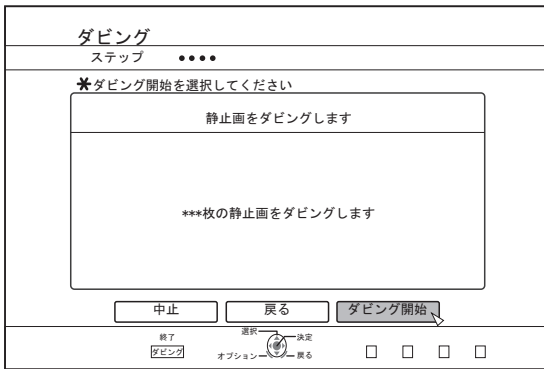 ダビング
ステップ ●●●●
✱ダビング開始を選択してください
静止画をダビングします
***枚の静止画をダビングします
中止 戻る ダビング開始
終了 選択 決定
ダビング オプション 戻る